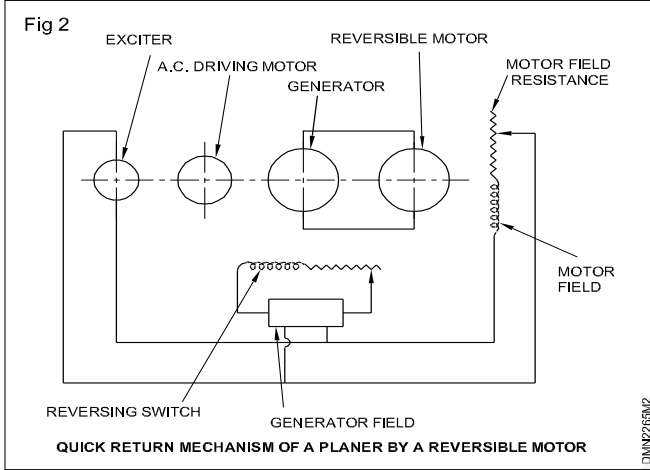 Fig 2
EXCITER
REVERSIBLE MOTOR
A.C. DRIVING MOTOR
MOTOR FIELD
RESISTANCE
GENERATOR
MOTOR
FIELD
REVERSING SWITCH
GENERATOR FIELD
QUICK RETURN MECHANISM OF A PLANER BY A REVERSIBLE MOTOR
DMN2265M2